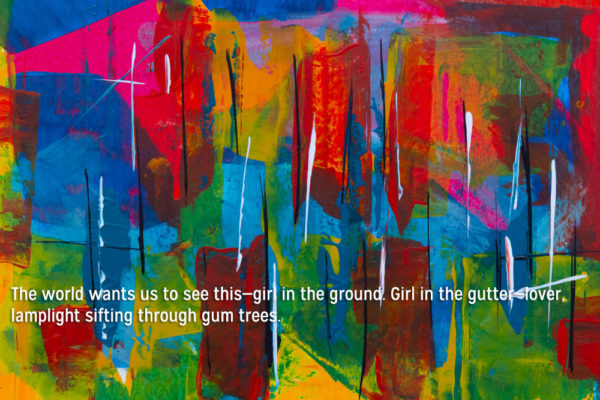 The world wants us to see this—girl in the ground. Girl in the gutter—lover,
lamplight sifting through gum trees.